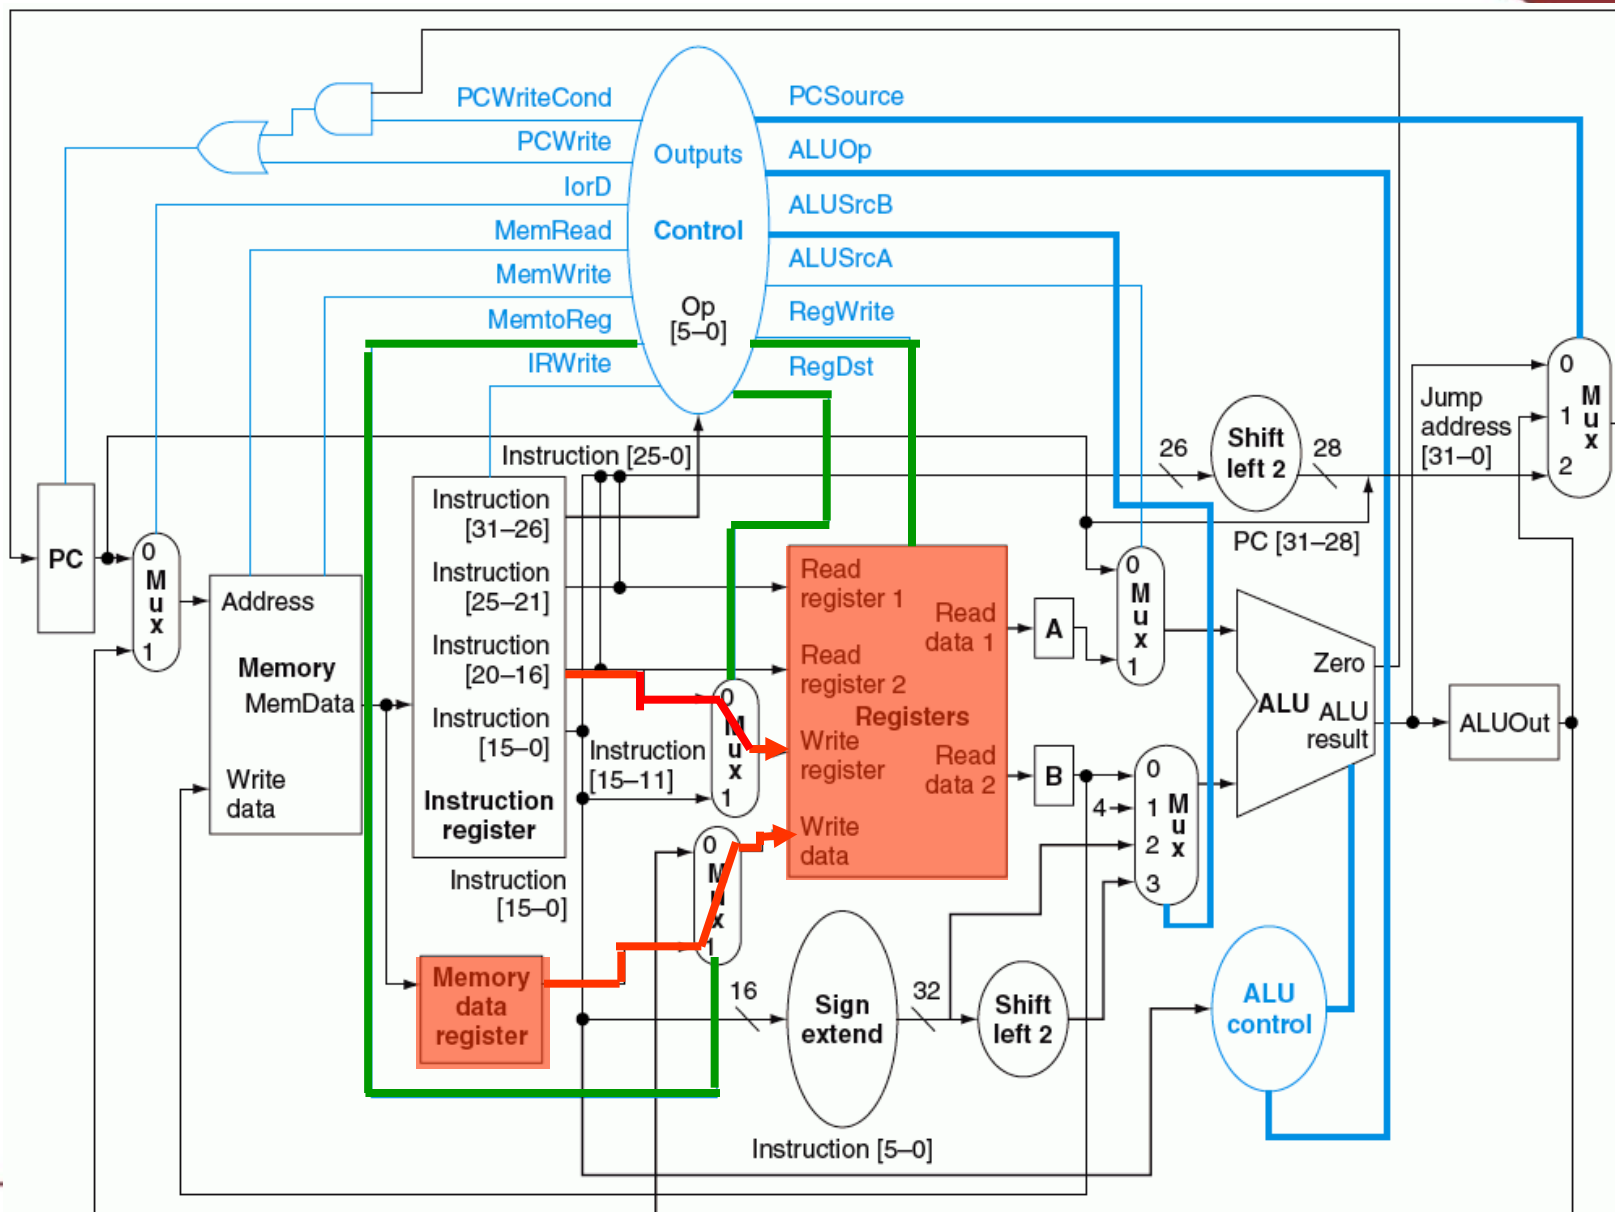 PCWriteCond
PCWrite
IorD
MemRead
MemWrite
MemtoReg
IRWrite
Outputs
Control
Op
[5–0]
PCSource
ALUOp
ALUSrcB
ALUSrcA
RegWrite
RegDst
Instruction [25-0]
26
Shift
left 2
28
Jump
address
[31–0]
0
1
2
M
u
x
PC [31–28]
PC
0
M
u
x
1
Address
Memory
MemData
Write
data
Instruction
[31–26]
Instruction
[25–21]
Instruction
[20–16]
Instruction
[15–0]
Instruction
register
Instruction
[15–0]
Instruction
[15–11]
0
M
u
x
1
0
M
u
x
1
Memory
data
register
Read
register 1
Read
register 2
Registers
Write
register
Write
data
Read
data 1
Read
data 2
A
B
0
M
u
x
1
4
0
1
2
3
M
u
x
Zero
ALU
ALU
result
ALUOut
16
Sign
extend
32
Shift
left 2
ALU
control
Instruction [5–0]